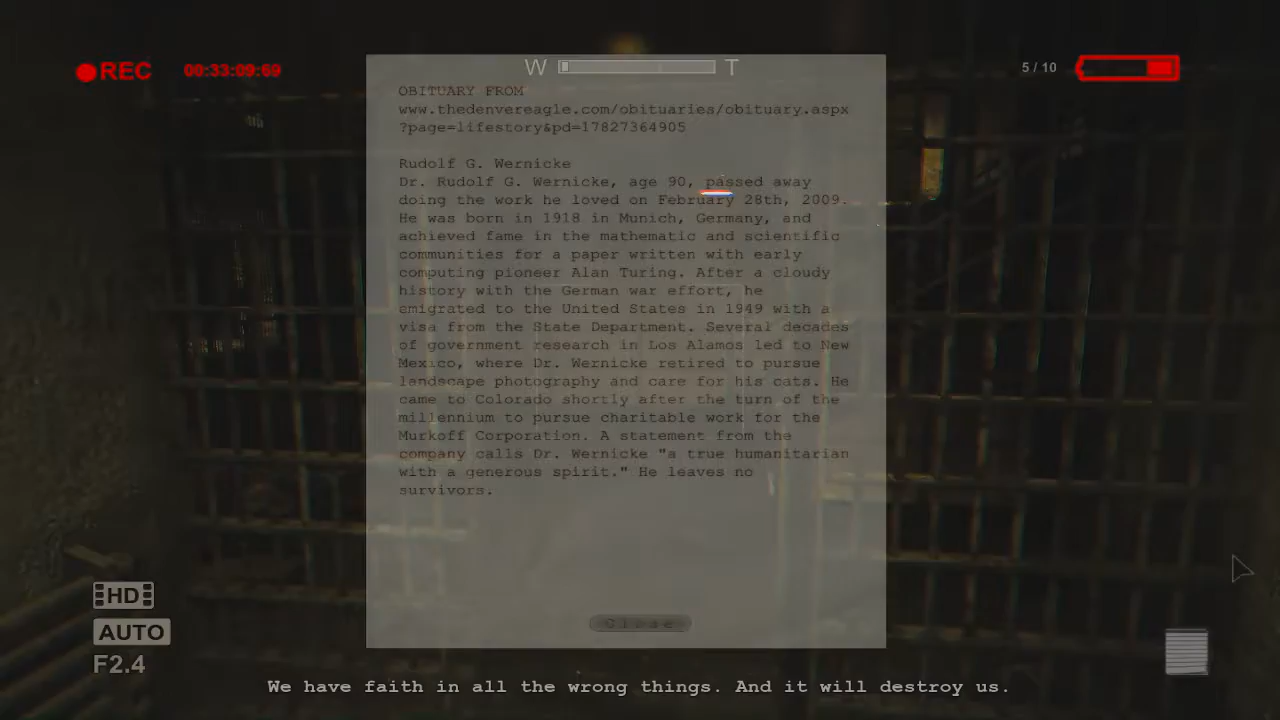 REC 00:33:09:69 W T 5 / 10
OBITUARY FROM
www.thedenvereagle.com/obituaries/obituary.aspx
?page=lifestory&pd=17827364905
Rudolf G. Wernicke
Dr. Rudolf G. Wernicke, age 90, passed away
doing the work he loved on February 28th, 2009.
He was born in 1918 in Munich, Germany, and
achieved fame in the mathematic and scientific
communities for a paper written with early
computing pioneer Alan Turing. After a cloudy
history with the German war effort, he
emigrated to the United States in 1949 with a
visa from the State Department. Several decades
of government research in Los Alamos led to New
Mexico, where Dr. Wernicke retired to pursue
landscape photography and care for his cats. He
came to Colorado shortly after the turn of the
millennium to pursue charitable work for the
Murkoff Corporation. A statement from the
company calls Dr. Wernicke "a true humanitarian
with a generous spirit." He leaves no
survivors.
HD
AUTO
Close
F2.4
We have faith in all the wrong things. And it will destroy us.